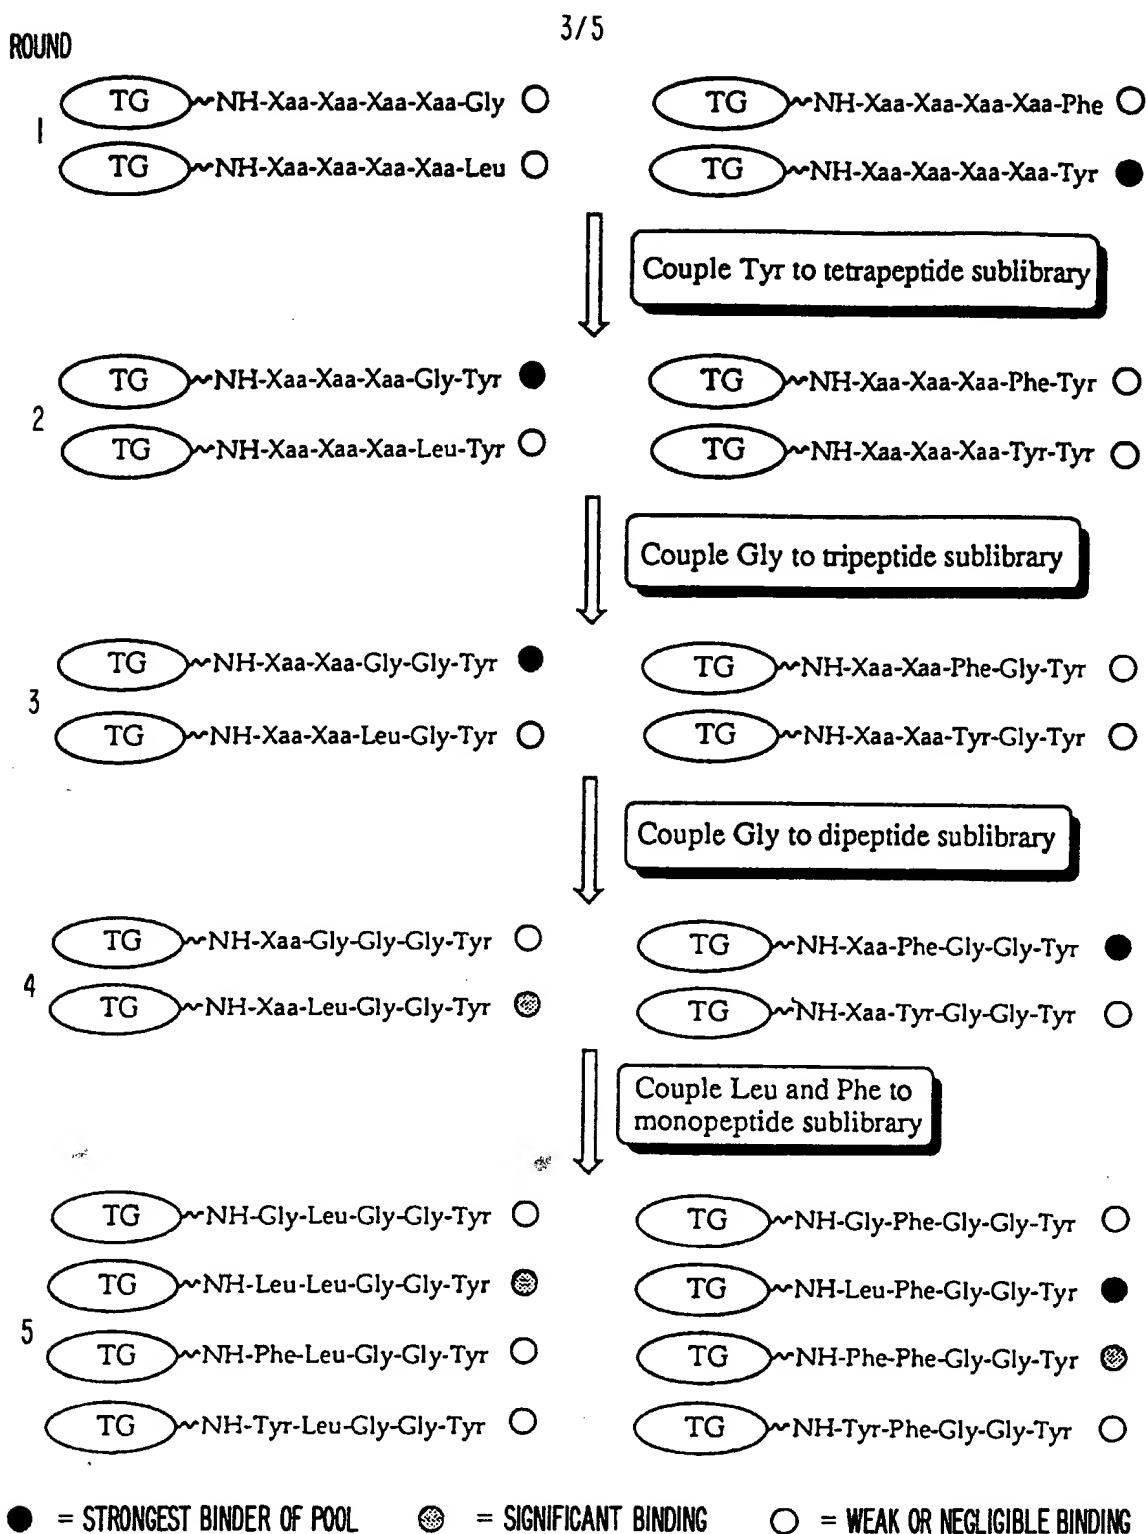 3/5
ROUND
1
TG ~NH-Xaa-Xaa-Xaa-Xaa-Gly
TG ~NH-Xaa-Xaa-Xaa-Xaa-Phe
TG ~NH-Xaa-Xaa-Xaa-Xaa-Leu
TG ~NH-Xaa-Xaa-Xaa-Xaa-Tyr
Couple Tyr to tetrapeptide sublibrary
2
TG ~NH-Xaa-Xaa-Xaa-Gly-Tyr
TG ~NH-Xaa-Xaa-Xaa-Phe-Tyr
TG ~NH-Xaa-Xaa-Xaa-Leu-Tyr
TG ~NH-Xaa-Xaa-Xaa-Tyr-Tyr
Couple Gly to tripeptide sublibrary
3
TG ~NH-Xaa-Xaa-Gly-Gly-Tyr
TG ~NH-Xaa-Xaa-Phe-Gly-Tyr
TG ~NH-Xaa-Xaa-Leu-Gly-Tyr
TG ~NH-Xaa-Xaa-Tyr-Gly-Tyr
Couple Gly to dipeptide sublibrary
4
TG ~NH-Xaa-Gly-Gly-Gly-Tyr
TG ~NH-Xaa-Phe-Gly-Gly-Tyr
TG ~NH-Xaa-Leu-Gly-Gly-Tyr
TG ~NH-Xaa-Tyr-Gly-Gly-Tyr
Couple Leu and Phe to
monopeptide sublibrary
5
TG ~NH-Gly-Leu-Gly-Gly-Tyr
TG ~NH-Gly-Phe-Gly-Gly-Tyr
TG ~NH-Leu-Leu-Gly-Gly-Tyr
TG ~NH-Leu-Phe-Gly-Gly-Tyr
TG ~NH-Phe-Leu-Gly-Gly-Tyr
TG ~NH-Phe-Phe-Gly-Gly-Tyr
TG ~NH-Tyr-Leu-Gly-Gly-Tyr
TG ~NH-Tyr-Phe-Gly-Gly-Tyr
= STRONGEST BINDER OF POOL = SIGNIFICANT BINDING = WEAK OR NEGLIGIBLE BINDING